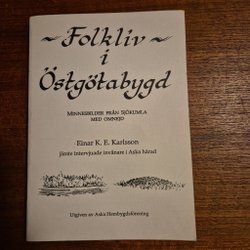 ~ Folkliv ~
i
Östgötabygd
MINNESBILDER FRÅN SJÖKUMLA
MED OMNEJD
Einar K. E. Karlsson
jämte intervjuade invånare i Aska härad
Utgiven av Aska Hembygdsförening